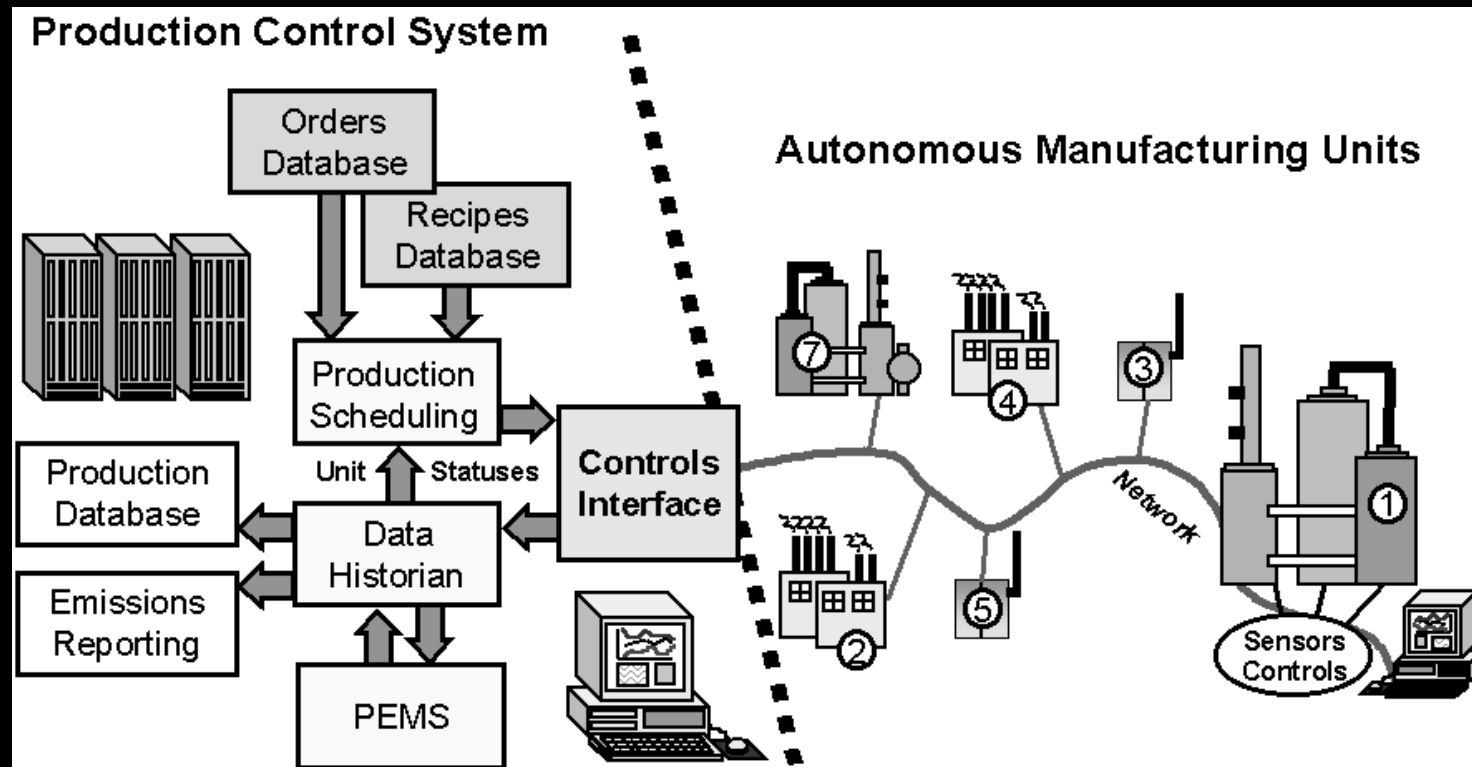 Production Control System
Orders
Database
Recipes
Database
Production
Scheduling
Unit Statuses
Production
Database
Data
Historian
Emissions
Reporting
PEMS
Controls
Interface
Autonomous Manufacturing Units
7
4
3
1
2
5
Network
Sensors
Controls